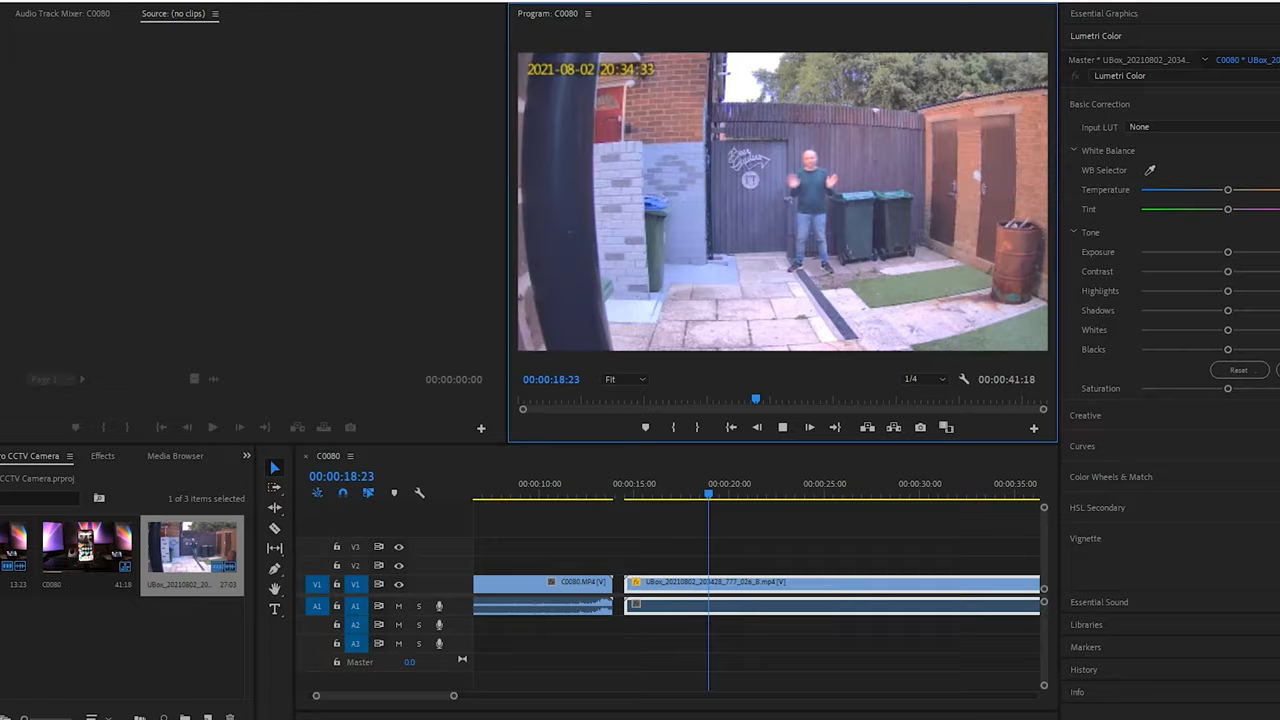 Audio Track Mixer: C0080
Source: (no clips)
Program: C0080
2021-08-02 20:34:33
Page 1
00:00:00:00
00:00:18:23
Fit
1/4
00:00:41:18
Essential Graphics
Lumetri Color
Master * UBox_20210802_2034...
C0080 * UBox_20
fx
Lumetri Color
Basic Correction
Input LUT
None
White Balance
WB Selector
Temperature
Tint
Tone
Exposure
Contrast
Highlights
Shadows
Whites
Blacks
Reset
Saturation
Creative
Curves
Color Wheels & Match
HSL Secondary
Vignette
Essential Sound
Libraries
Markers
History
Info
ro CCTV Camera
Effects
Media Browser
CCTV Camera.prproj
1 of 3 items selected
13:23
C0080
41:18
UBox_20210802_20...
27:03
C0080
00:00:18:23
00:00:10:00
00:00:15:00
00:00:20:00
00:00:25:00
00:00:30:00
00:00:35:00
V3
V2
V1
V1
C0080.MP4 [V]
A1
A1
M
S
A2
M
S
A3
M
S
Master
0.0